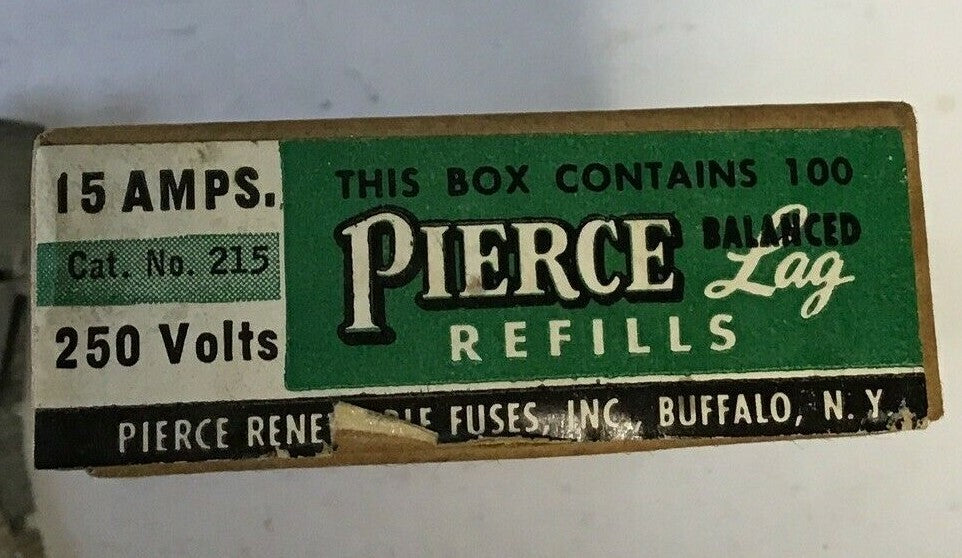 15 AMPS.
Cat. No. 215
250 Volts
THIS BOX CONTAINS 100
PIERCE BALANCED Lag
REFILLS
PIERCE FUSES, INC., BUFFALO, N. Y.